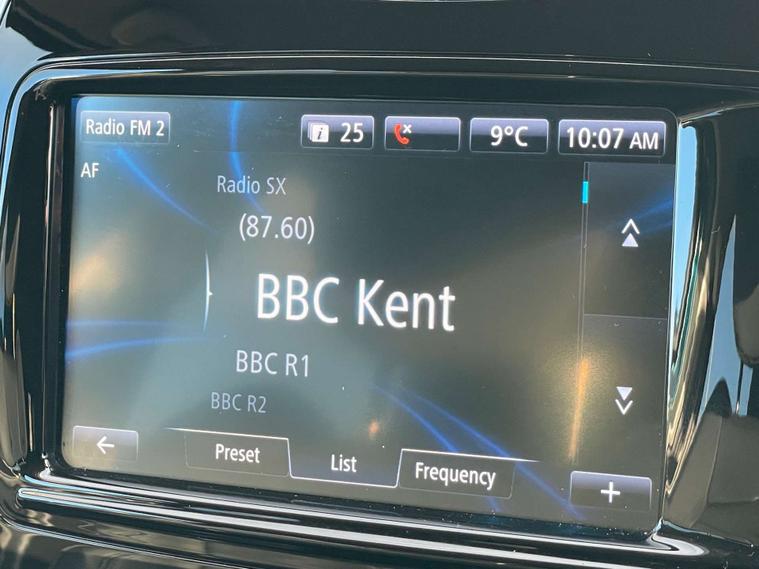 Radio FM 2
i 25
9°C
10:07 AM
AF
Radio SX
(87.60)
BBC Kent
BBC R1
BBC R2
Preset
List
Frequency
+